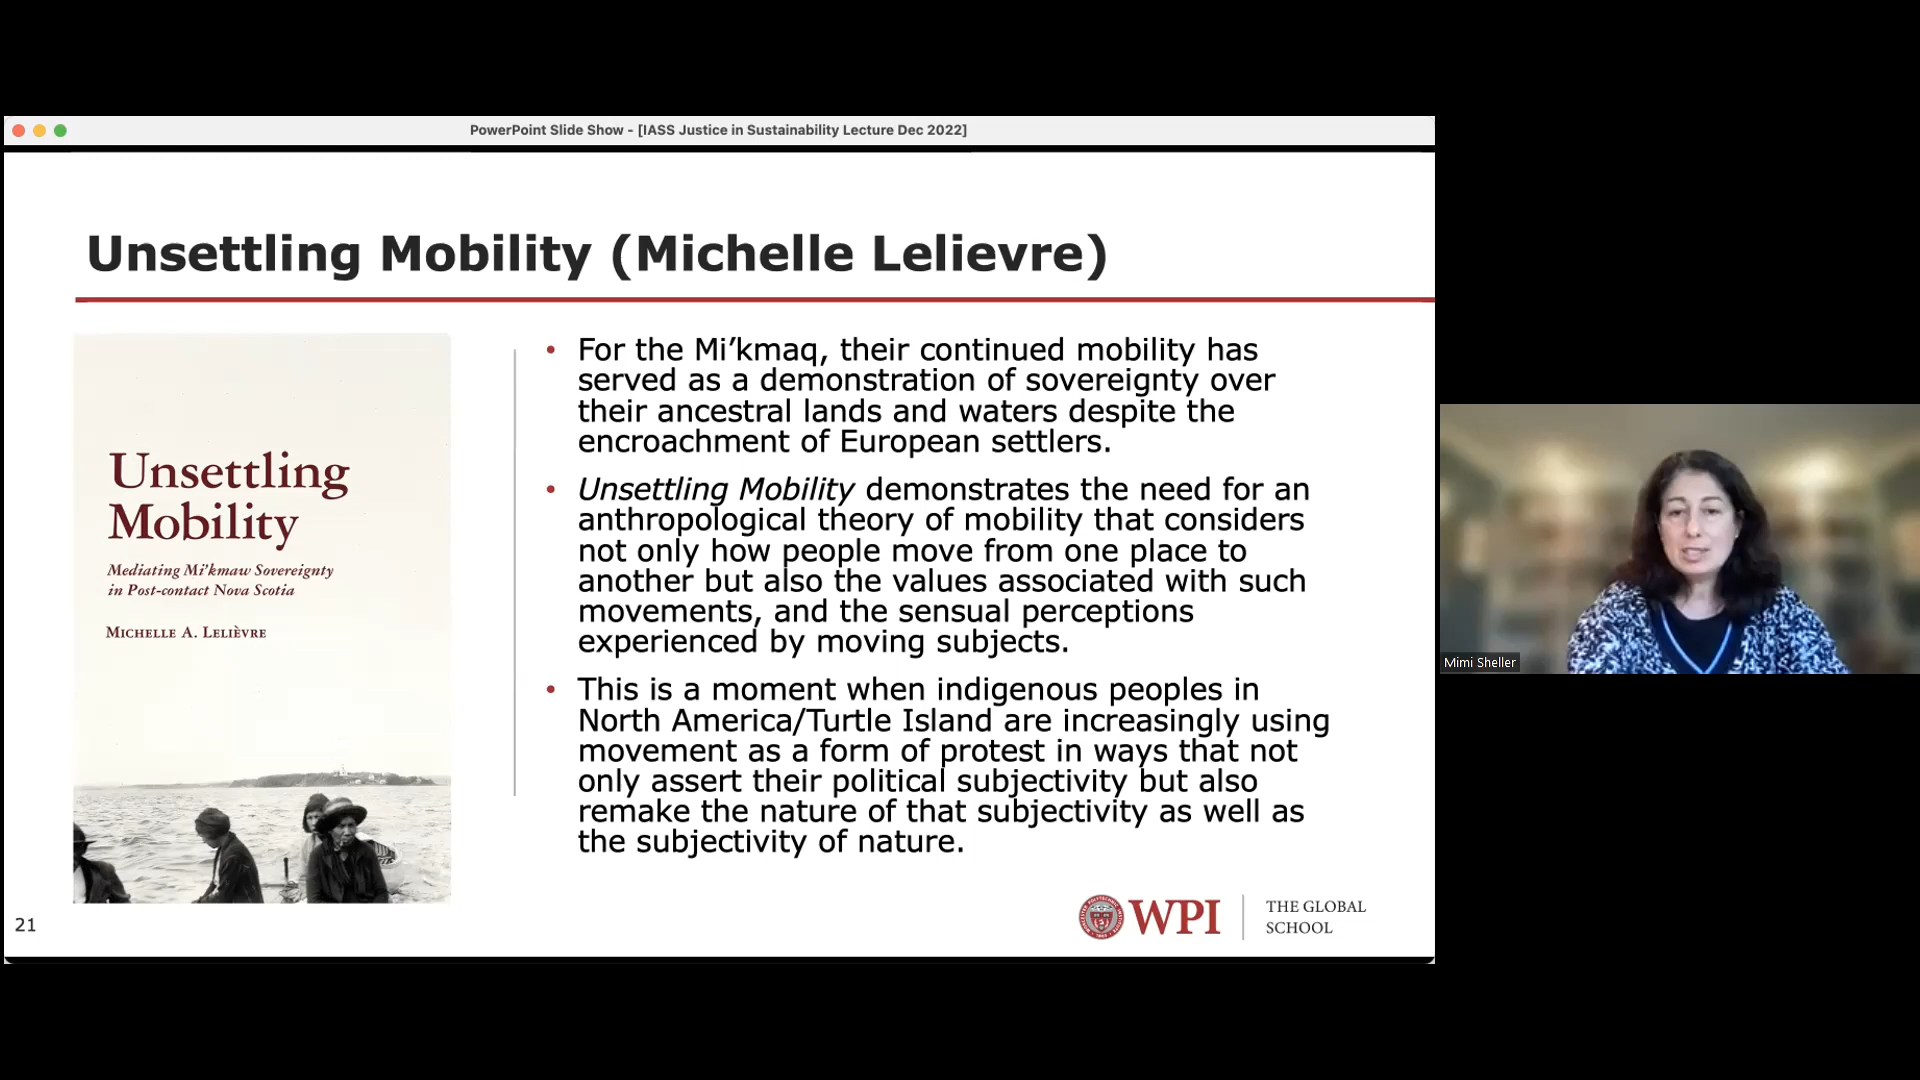 PowerPoint Slide Show - [IASS Justice in Sustainability Lecture Dec 2022]
Unsettling Mobility (Michelle Lelievre)
Unsettling
Mobility
Mediating Mi’kmaw Sovereignty
in Post-contact Nova Scotia
Michelle A. Lelièvre
• For the Mi’kmaq, their continued mobility has
served as a demonstration of sovereignty over
their ancestral lands and waters despite the
encroachment of European settlers.
• Unsettling Mobility demonstrates the need for an
anthropological theory of mobility that considers
not only how people move from one place to
another but also the values associated with such
movements, and the sensual perceptions
experienced by moving subjects.
• This is a moment when indigenous peoples in
North America/Turtle Island are increasingly using
movement as a form of protest in ways that not
only assert their political subjectivity but also
remake the nature of that subjectivity as well as
the subjectivity of nature.
21
WPI
THE GLOBAL
SCHOOL
Mimi Sheller